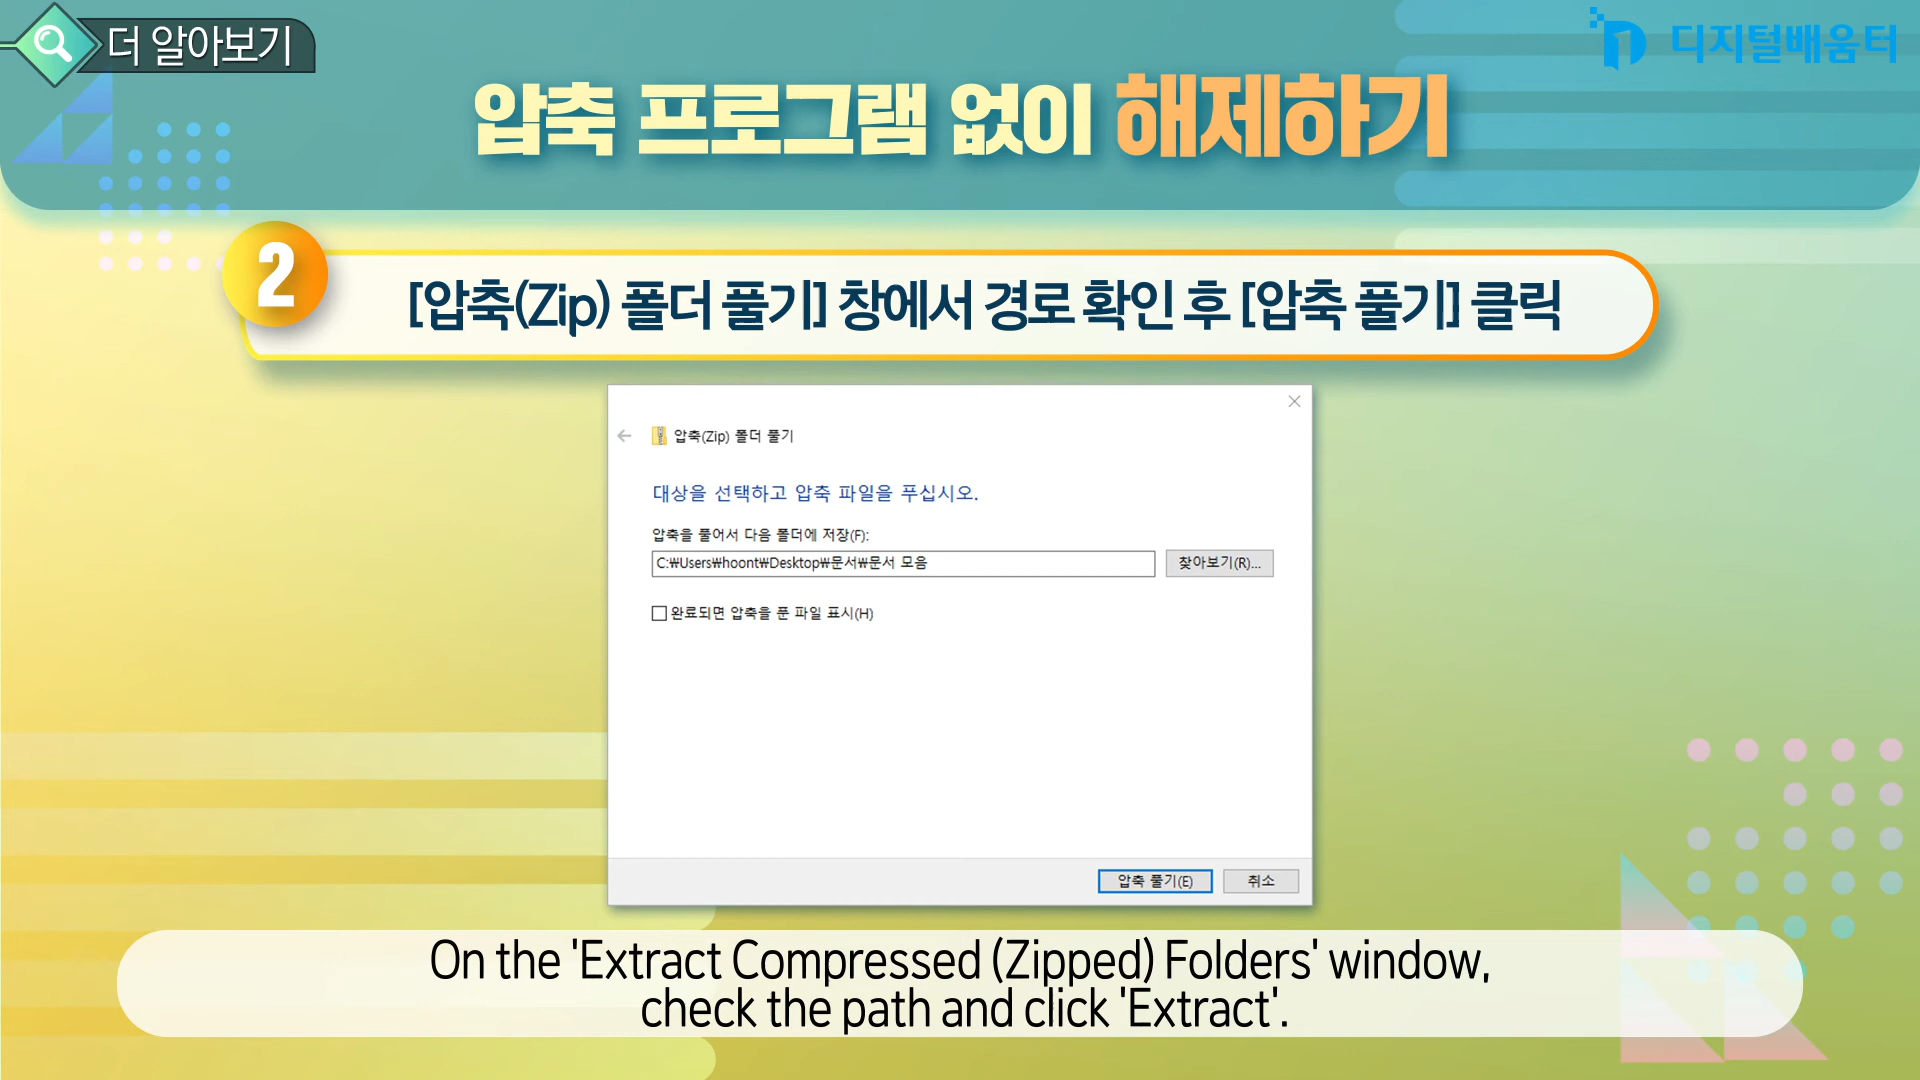 더 알아보기
디지털배움터
압축 프로그램 없이 해제하기
2
[압축(Zip) 폴더 풀기] 창에서 경로 확인 후 [압축 풀기] 클릭
압축(Zip) 폴더 풀기
대상을 선택하고 압축 파일을 푸십시오.
압축을 풀어서 다음 폴더에 저장(F):
C:₩Users₩hoont₩Desktop₩문서₩문서 모음
찾아보기(R)...
완료되면 압축을 푼 파일 표시(H)
압축 풀기(E)
취소
On the 'Extract Compressed (Zipped) Folders' window,
check the path and click 'Extract'.